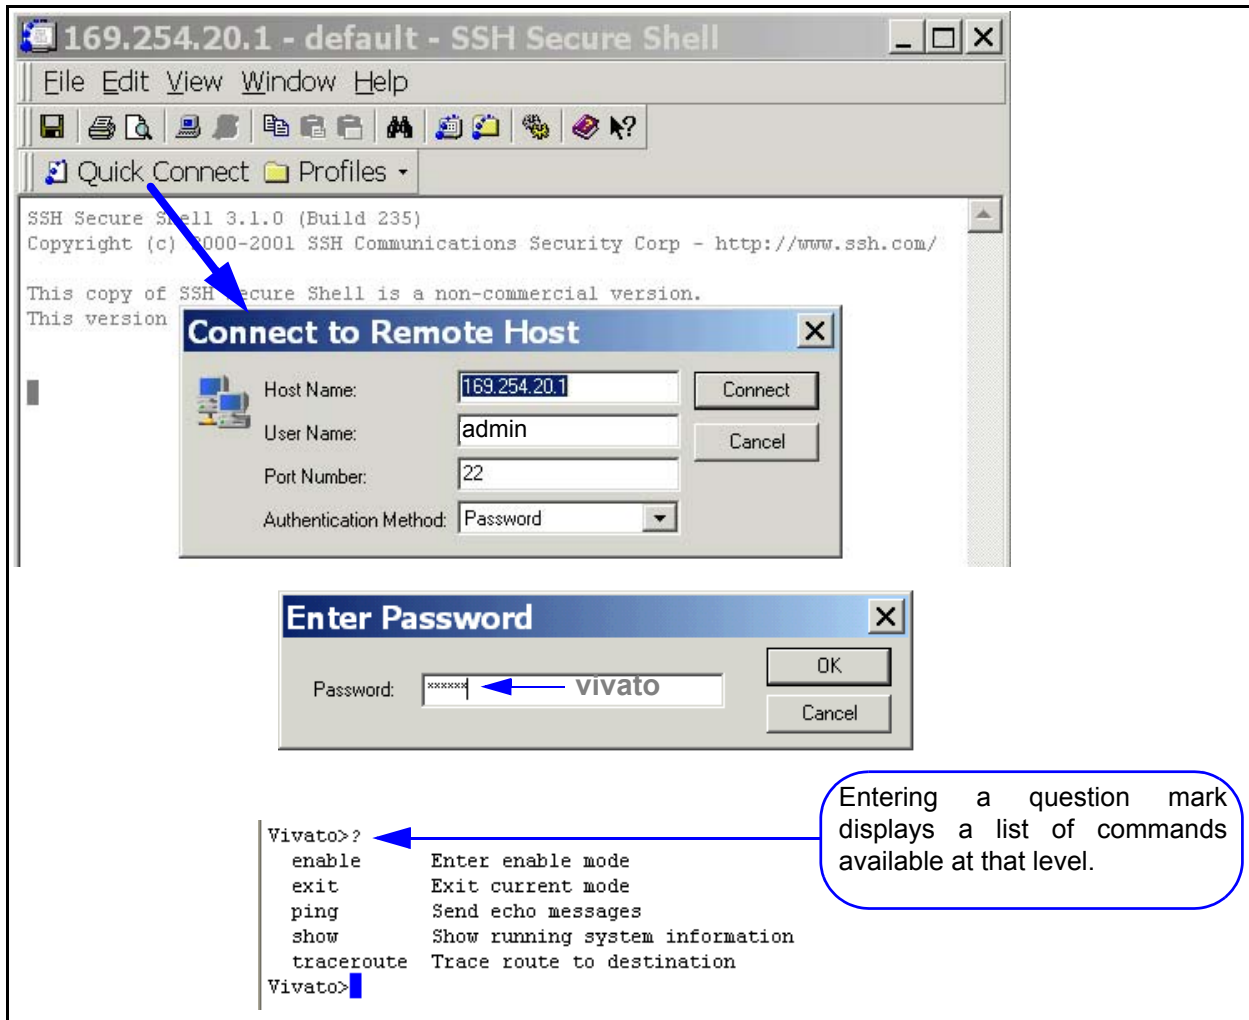 169.254.20.1 - default - SSH Secure Shell
File Edit View Window Help
Quick Connect Profiles
SSH Secure Shell 3.1.0 (Build 235)
Copyright (c) 2000-2001 SSH Communications Security Corp - http://www.ssh.com/
This copy of SSH Secure Shell is a non-commercial version.
This version
Connect to Remote Host
Host Name: 169.254.20.1 Connect
User Name: admin Cancel
Port Number: 22
Authentication Method: Password
Enter Password
Password: ****** vivato OK
Cancel
Entering a question mark
displays a list of commands
available at that level.
Vivato>?
enable Enter enable mode
exit Exit current mode
ping Send echo messages
show Show running system information
traceroute Trace route to destination
Vivato>